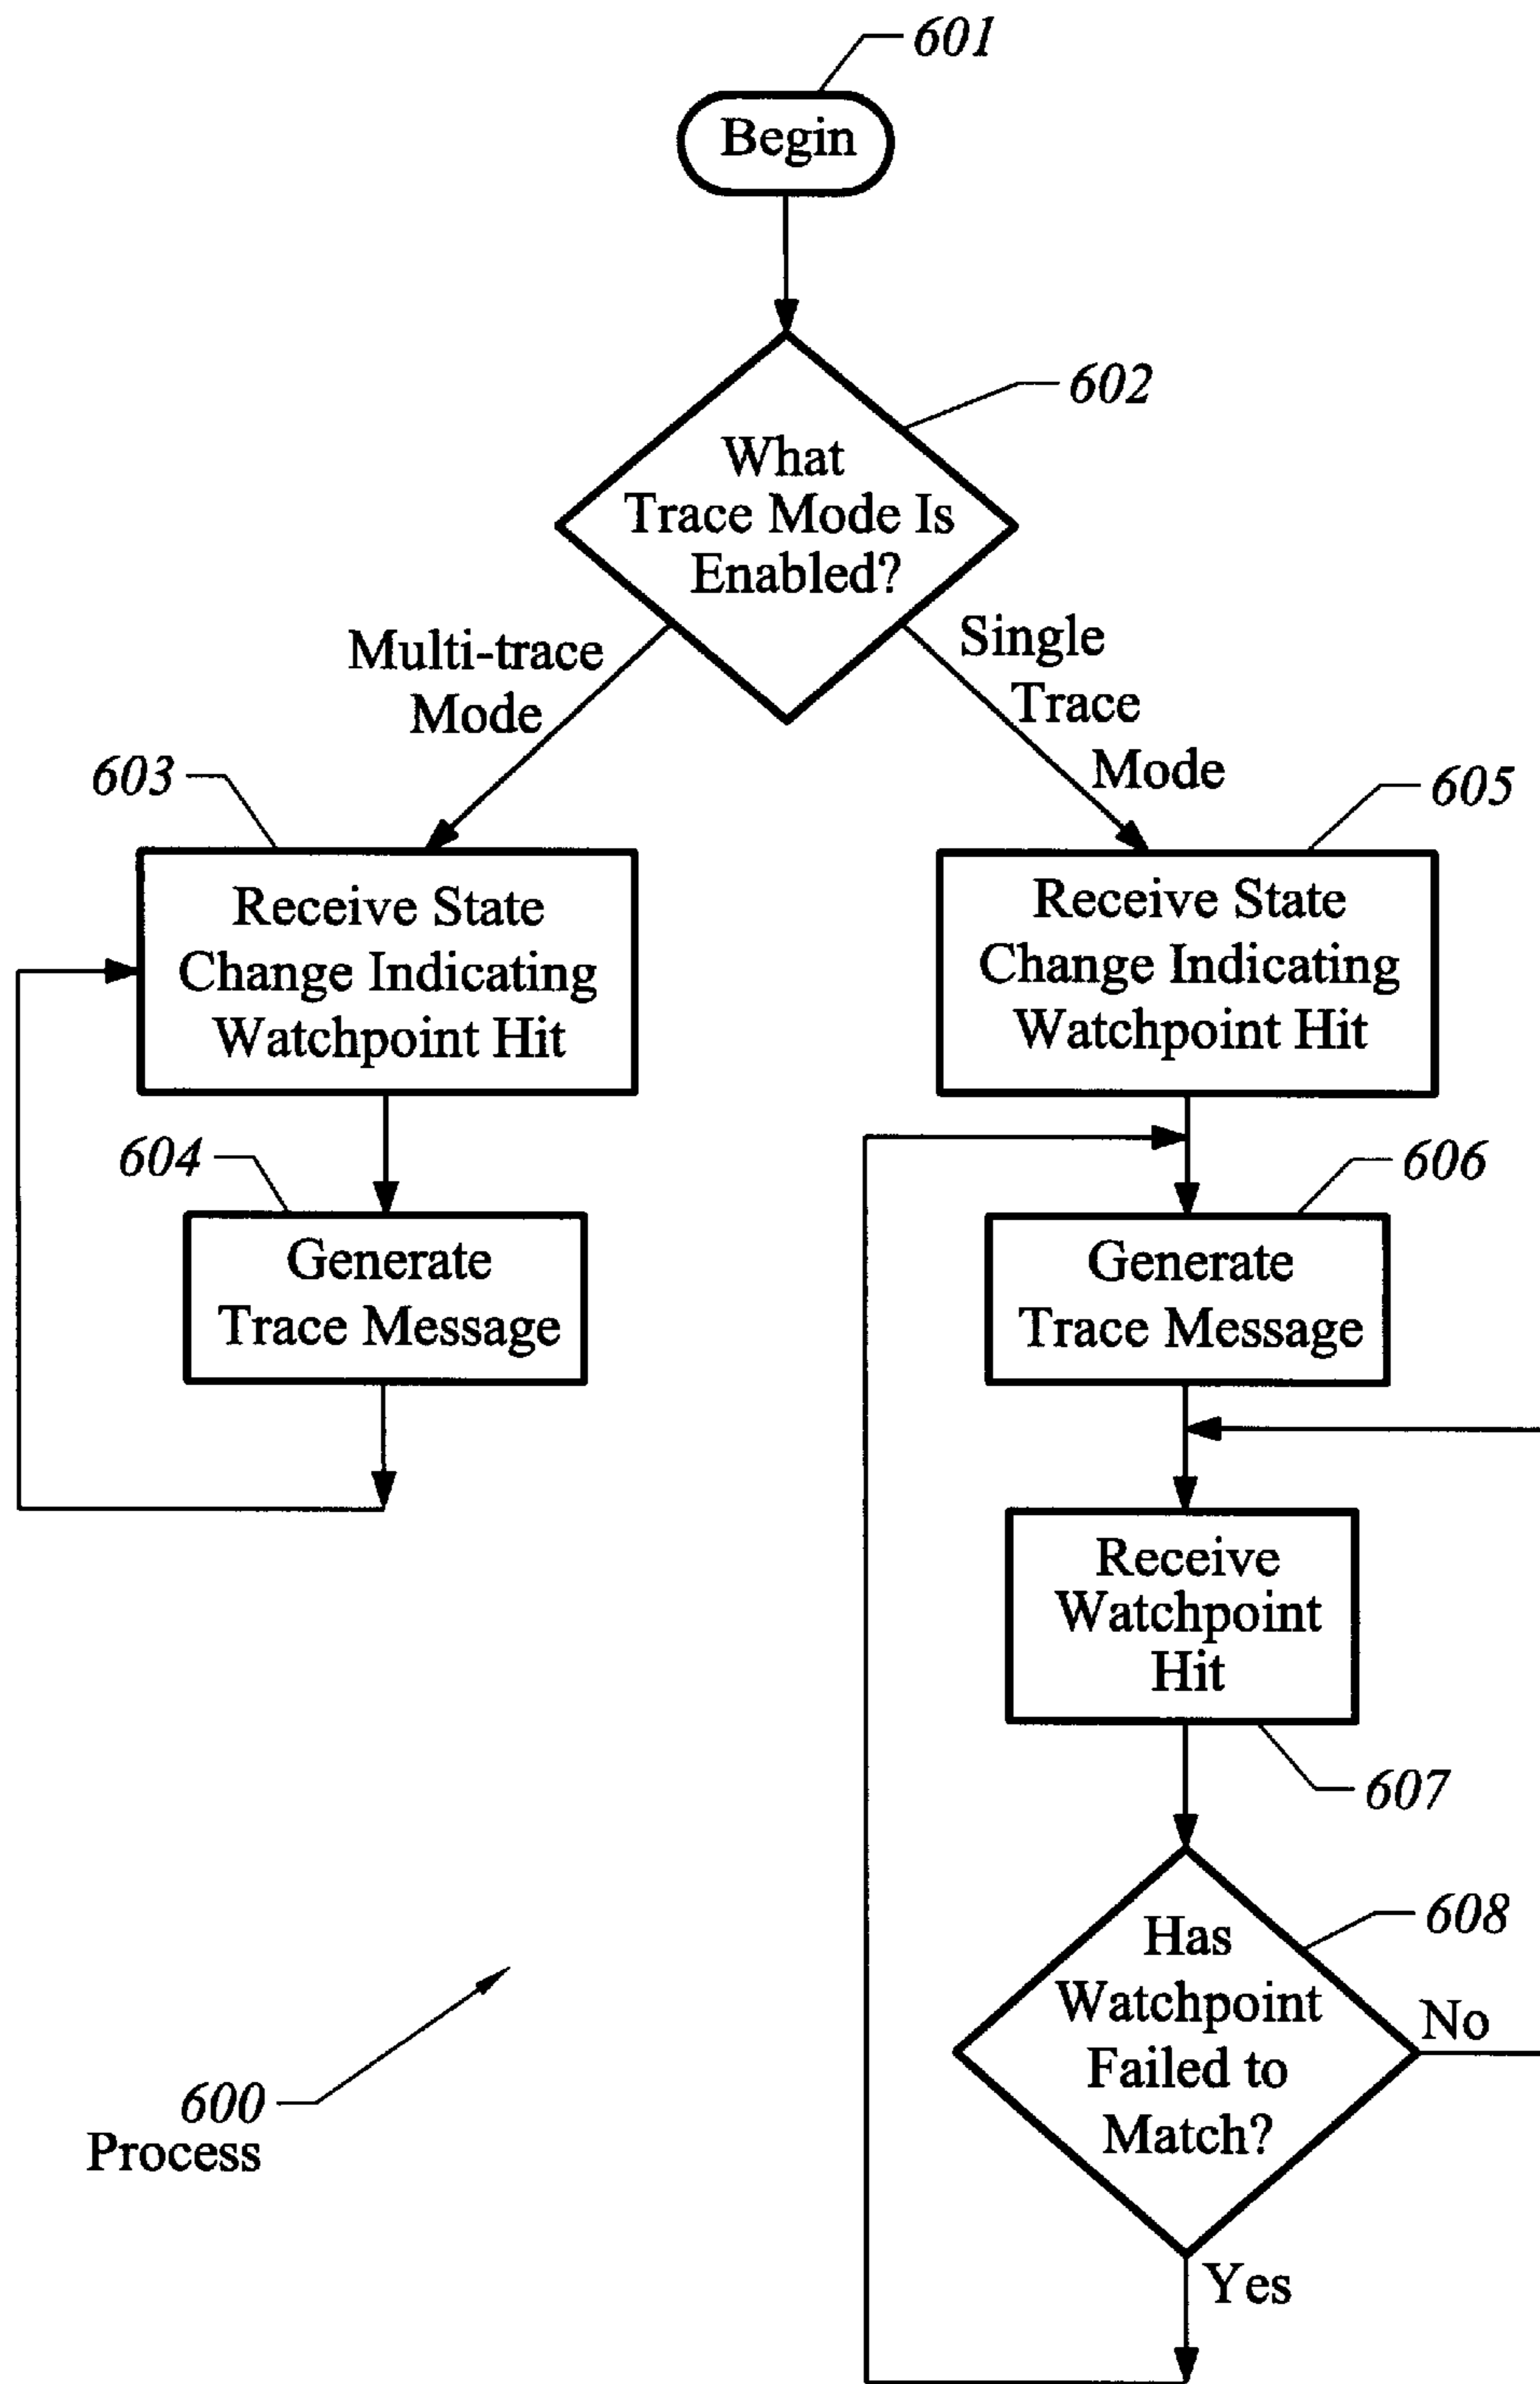 601
Begin
602
What
Trace Mode Is
Enabled?
Multi-trace
Mode
Single
Trace
Mode
603
Receive State
Change Indicating
Watchpoint Hit
604
Generate
Trace Message
605
Receive State
Change Indicating
Watchpoint Hit
606
Generate
Trace Message
Receive
Watchpoint
Hit
607
608
Has
Watchpoint
Failed to
Match?
No
Yes
600
Process